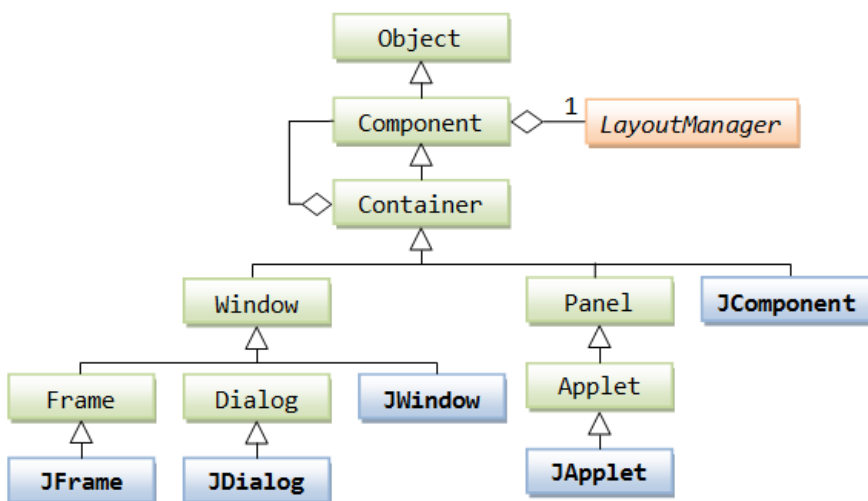 Object
1
Component
LayoutManager
Container
Window
Panel
JComponent
Frame
Dialog
JWindow
Applet
JFrame
JDialog
JApplet